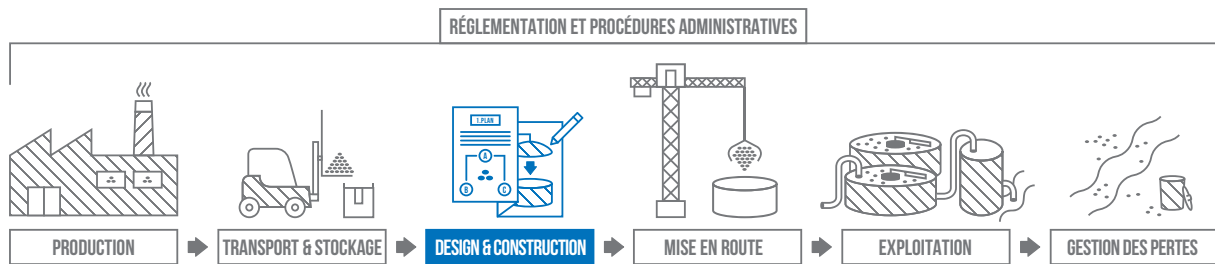 RÉGLEMENTATION ET PROCÉDURES ADMINISTRATIVES
1.PLAN
A
B
C
PRODUCTION
TRANSPORT & STOCKAGE
DESIGN & CONSTRUCTION
MISE EN ROUTE
EXPLOITATION
GESTION DES PERTES